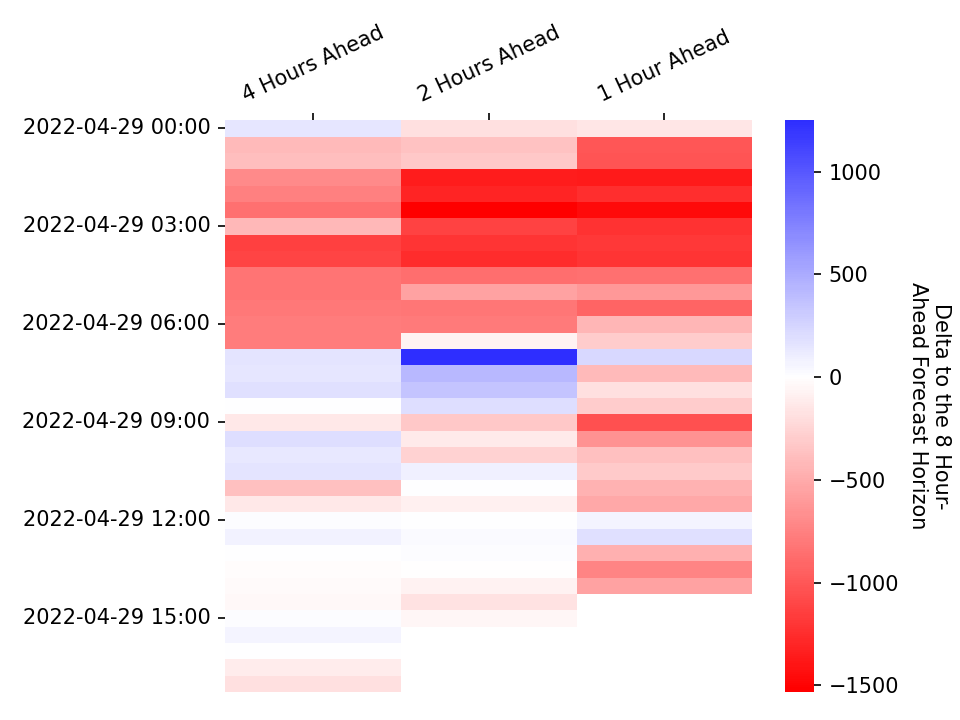 4 Hours Ahead
2 Hours Ahead
1 Hour Ahead
2022-04-29 00:00
2022-04-29 03:00
2022-04-29 06:00
2022-04-29 09:00
2022-04-29 12:00
2022-04-29 15:00
1000
500
0
−500
−1000
−1500
Delta to the 8 Hour-
Ahead Forecast Horizon